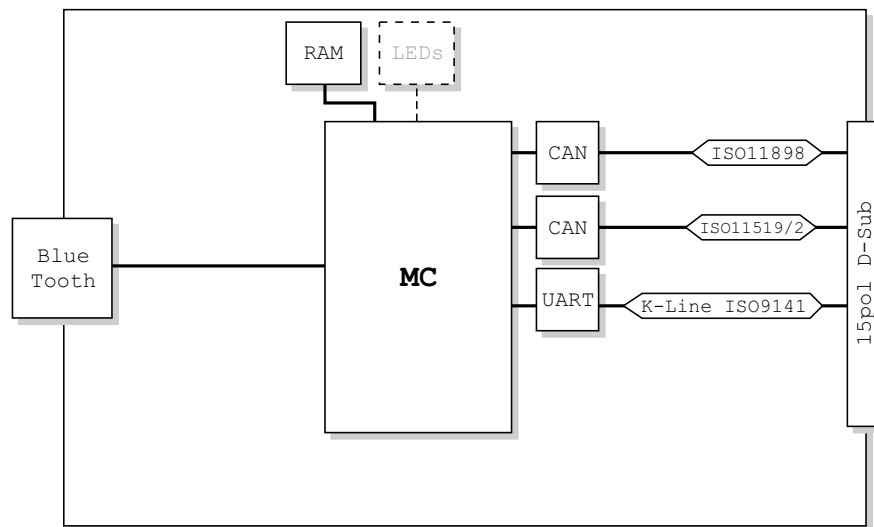 RAM
LEDs
CAN
ISO11898
CAN
ISO11519/2
Blue
Tooth
MC
UART
K-Line ISO9141
15pol D-Sub